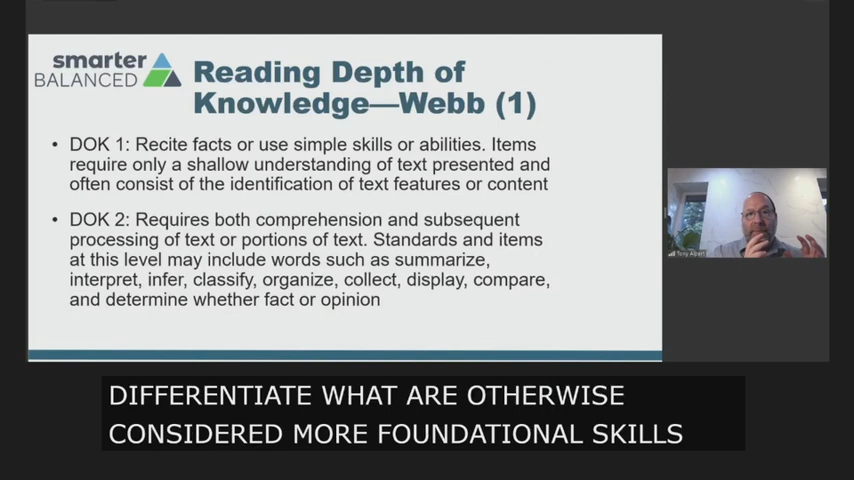 smarter
BALANCED
Reading Depth of
Knowledge—Webb (1)
• DOK 1: Recite facts or use simple skills or abilities. Items
require only a shallow understanding of text presented and
often consist of the identification of text features or content
• DOK 2: Requires both comprehension and subsequent
processing of text or portions of text. Standards and items
at this level may include words such as summarize,
interpret, infer, classify, organize, collect, display, compare,
and determine whether fact or opinion
Tony Alpert
DIFFERENTIATE WHAT ARE OTHERWISE
CONSIDERED MORE FOUNDATIONAL SKILLS